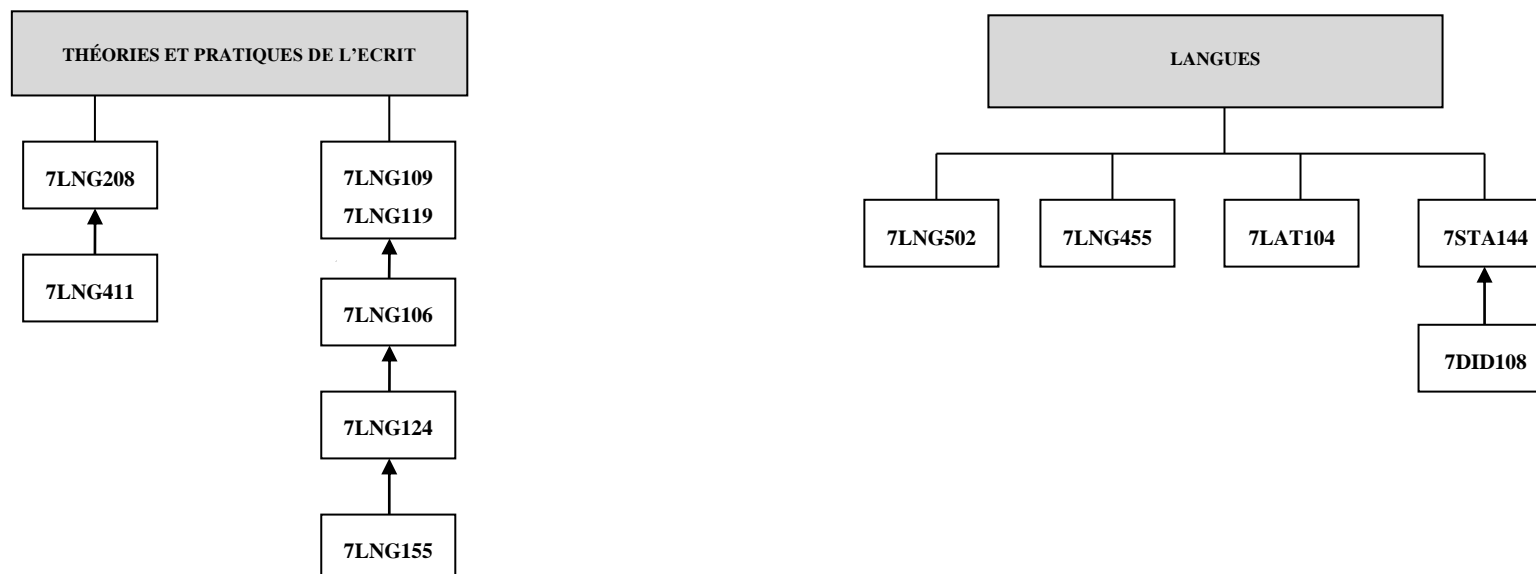 THÉORIES ET PRATIQUES DE L’ECRIT
7LNG208
7LNG411
7LNG109
7LNG119
7LNG106
7LNG124
7LNG155
LANGUES
7LNG502
7LNG455
7LAT104
7STA144
7DID108